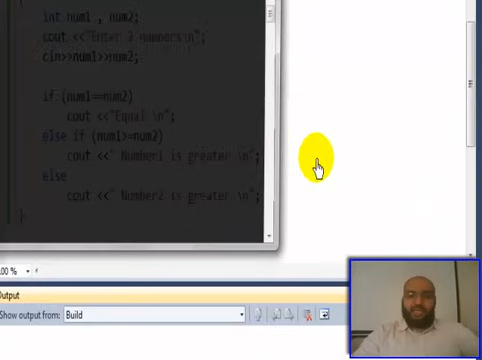 int num1 , num2;
cout <<"Enter 2 numbers\n";
cin>>num1>>num2;
if (num1==num2)
cout <<"Equal \n";
else if (num1>=num2)
cout <<" Number1 is greater \n";
else
cout <<" Number2 is greater \n";
}
00 %
Output
Show output from: Build